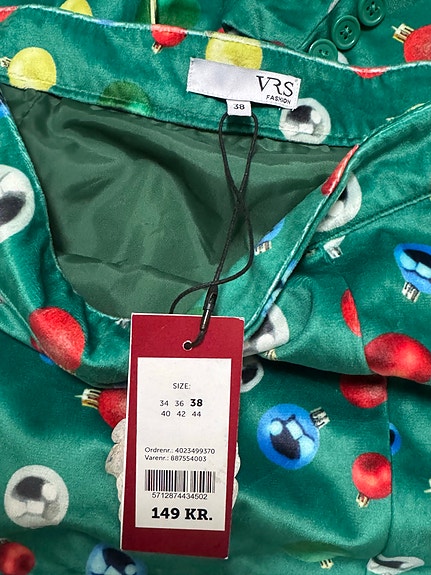 VRS
FASHION
38
SIZE:
34 36 38
40 42 44
Ordrenr.: 4023499370
Varenr.: 887554003
5712874434502
149 KR.